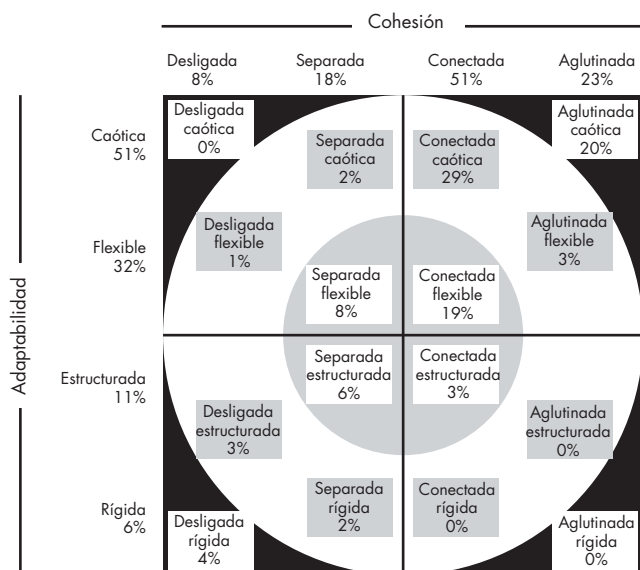 Cohesión
Desligada
8%
Separada
18%
Conectada
51%
Aglutinada
23%
Adaptabilidad
Caótica
51%
Desligada
caótica
0%
Separada
caótica
2%
Conectada
caótica
29%
Aglutinada
caótica
20%
Flexible
32%
Desligada
flexible
1%
Separada
flexible
8%
Conectada
flexible
19%
Aglutinada
flexible
3%
Estructurada
11%
Desligada
estructurada
3%
Separada
estructurada
6%
Conectada
estructurada
3%
Aglutinada
estructurada
0%
Rígida
6%
Desligada
rígida
4%
Separada
rígida
2%
Conectada
rígida
0%
Aglutinada
rígida
0%